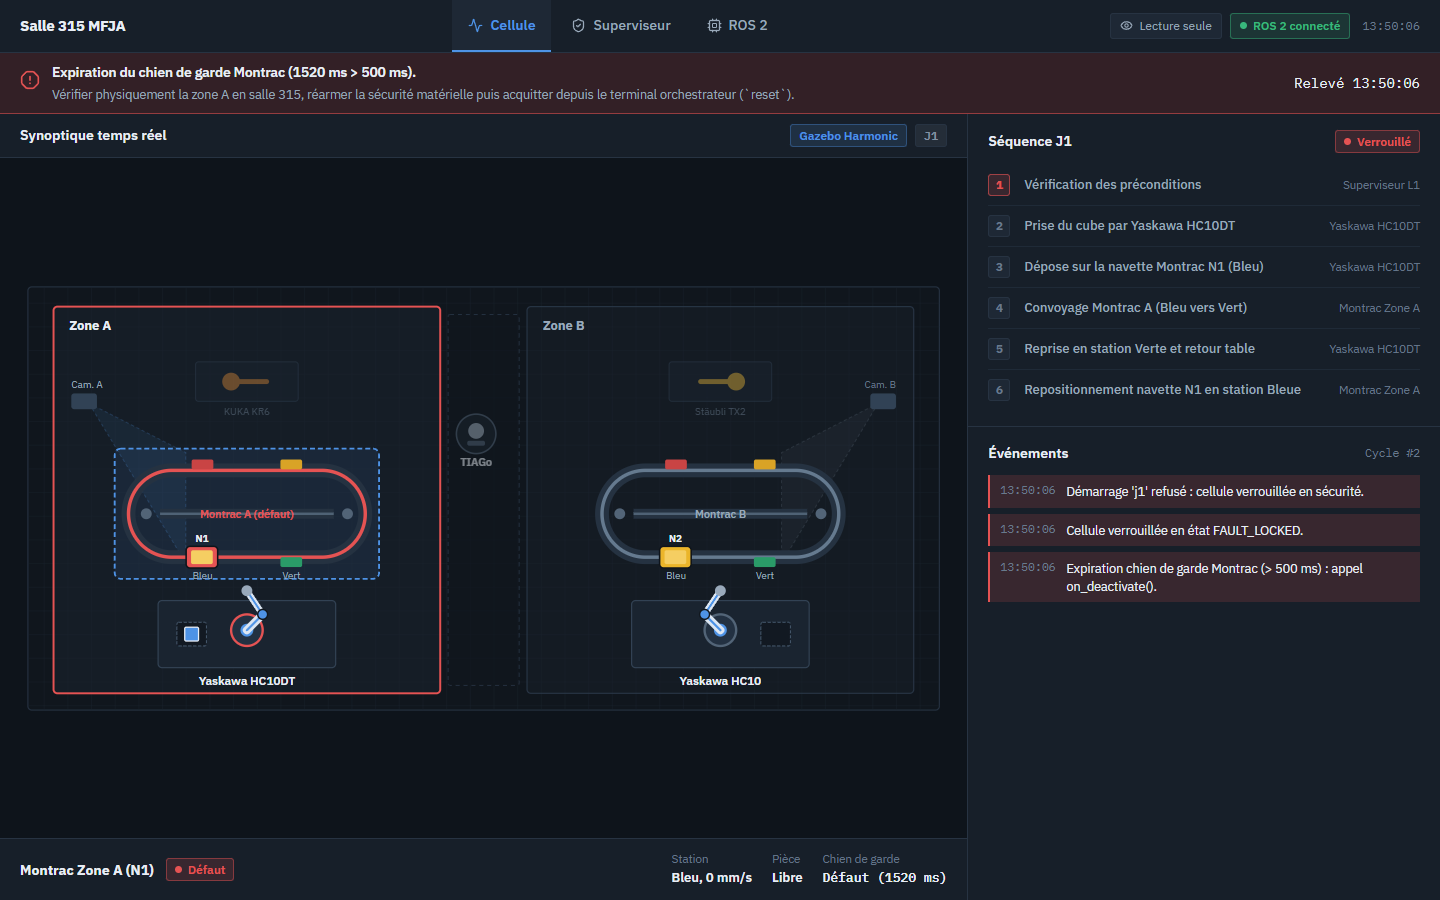 Salle 315 MFJA
Cellule
Superviseur
ROS 2
Lecture seule
ROS 2 connecté
13:50:06
Expiration du chien de garde Montrac (1520 ms > 500 ms).
Vérifier physiquement la zone A en salle 315, réarmer la sécurité matérielle puis acquitter depuis le terminal orchestrateur (`reset`).
Relevé 13:50:06
Synoptique temps réel
Gazebo Harmonic
J1
Zone A
Cam. A
KUKA KR6
Montrac A (défaut)
N1
Bleu
Vert
Yaskawa HC10DT
TIAGo
Zone B
Cam. B
Stäubli TX2
Montrac B
N2
Bleu
Vert
Yaskawa HC10
Montrac Zone A (N1)
Défaut
Station
Bleu, 0 mm/s
Pièce
Libre
Chien de garde
Défaut (1520 ms)
Séquence J1
Verrouillé
1 Vérification des préconditions Superviseur L1
2 Prise du cube par Yaskawa HC10DT Yaskawa HC10DT
3 Dépose sur la navette Montrac N1 (Bleu) Yaskawa HC10DT
4 Convoyage Montrac A (Bleu vers Vert) Montrac Zone A
5 Reprise en station Verte et retour table Yaskawa HC10DT
6 Repositionnement navette N1 en station Bleue Montrac Zone A
Événements
Cycle #2
13:50:06 Démarrage 'j1' refusé : cellule verrouillée en sécurité.
13:50:06 Cellule verrouillée en état FAULT_LOCKED.
13:50:06 Expiration chien de garde Montrac (> 500 ms) : appel
on_deactivate().